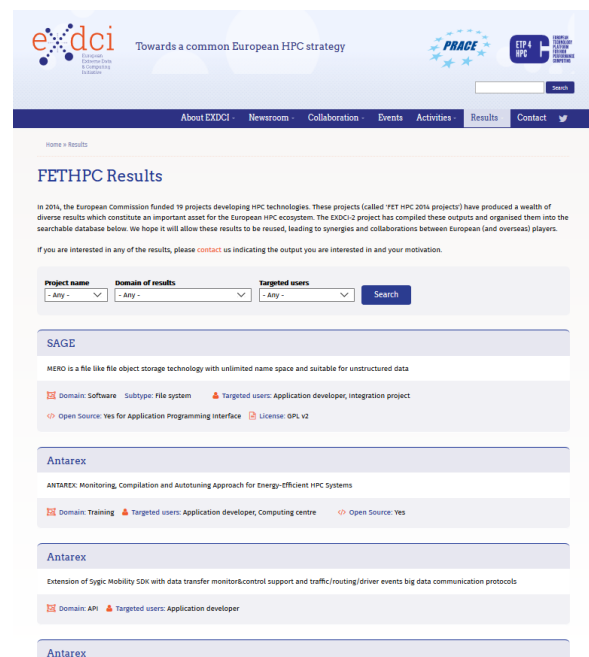 exdci
European
Extreme Data
& Computing
Initiative
Towards a common European HPC strategy
PRACE
ETP 4
HPC
EUROPEAN
TECHNOLOGY
PLATFORM
FOR HIGH
PERFORMANCE
COMPUTING
Search
About EXDCI - Newsroom - Collaboration - Events Activities - Results Contact
Home » Results
FETHPC Results
In 2014, the European Commission funded 19 projects developing HPC technologies. These projects (called 'FET HPC 2014 projects') have produced a wealth of
diverse results which constitute an important asset for the European HPC ecosystem. The EXDCI-2 project has compiled these outputs and organised them into the
searchable database below. We hope it will allow these results to be reused, leading to synergies and collaborations between European (and overseas) players.
If you are interested in any of the results, please contact us indicating the output you are interested in and your motivation.
Project name Domain of results Targeted users
- Any - - Any - - Any - Search
SAGE
MERO is a file like file object storage technology with unlimited name space and suitable for unstructured data
Domain: Software Subtype: File system Targeted users: Application developer, Integration project
</> Open Source: Yes for Application Programming Interface License: GPL v2
Antarex
ANTAREX: Monitoring, Compilation and Autotuning Approach for Energy-Efficient HPC Systems
Domain: Training Targeted users: Application developer, Computing centre </> Open Source: Yes
Antarex
Extension of Sygic Mobility SDK with data transfer monitor&control support and traffic/routing/driver events big data communication protocols
Domain: API Targeted users: Application developer
Antarex